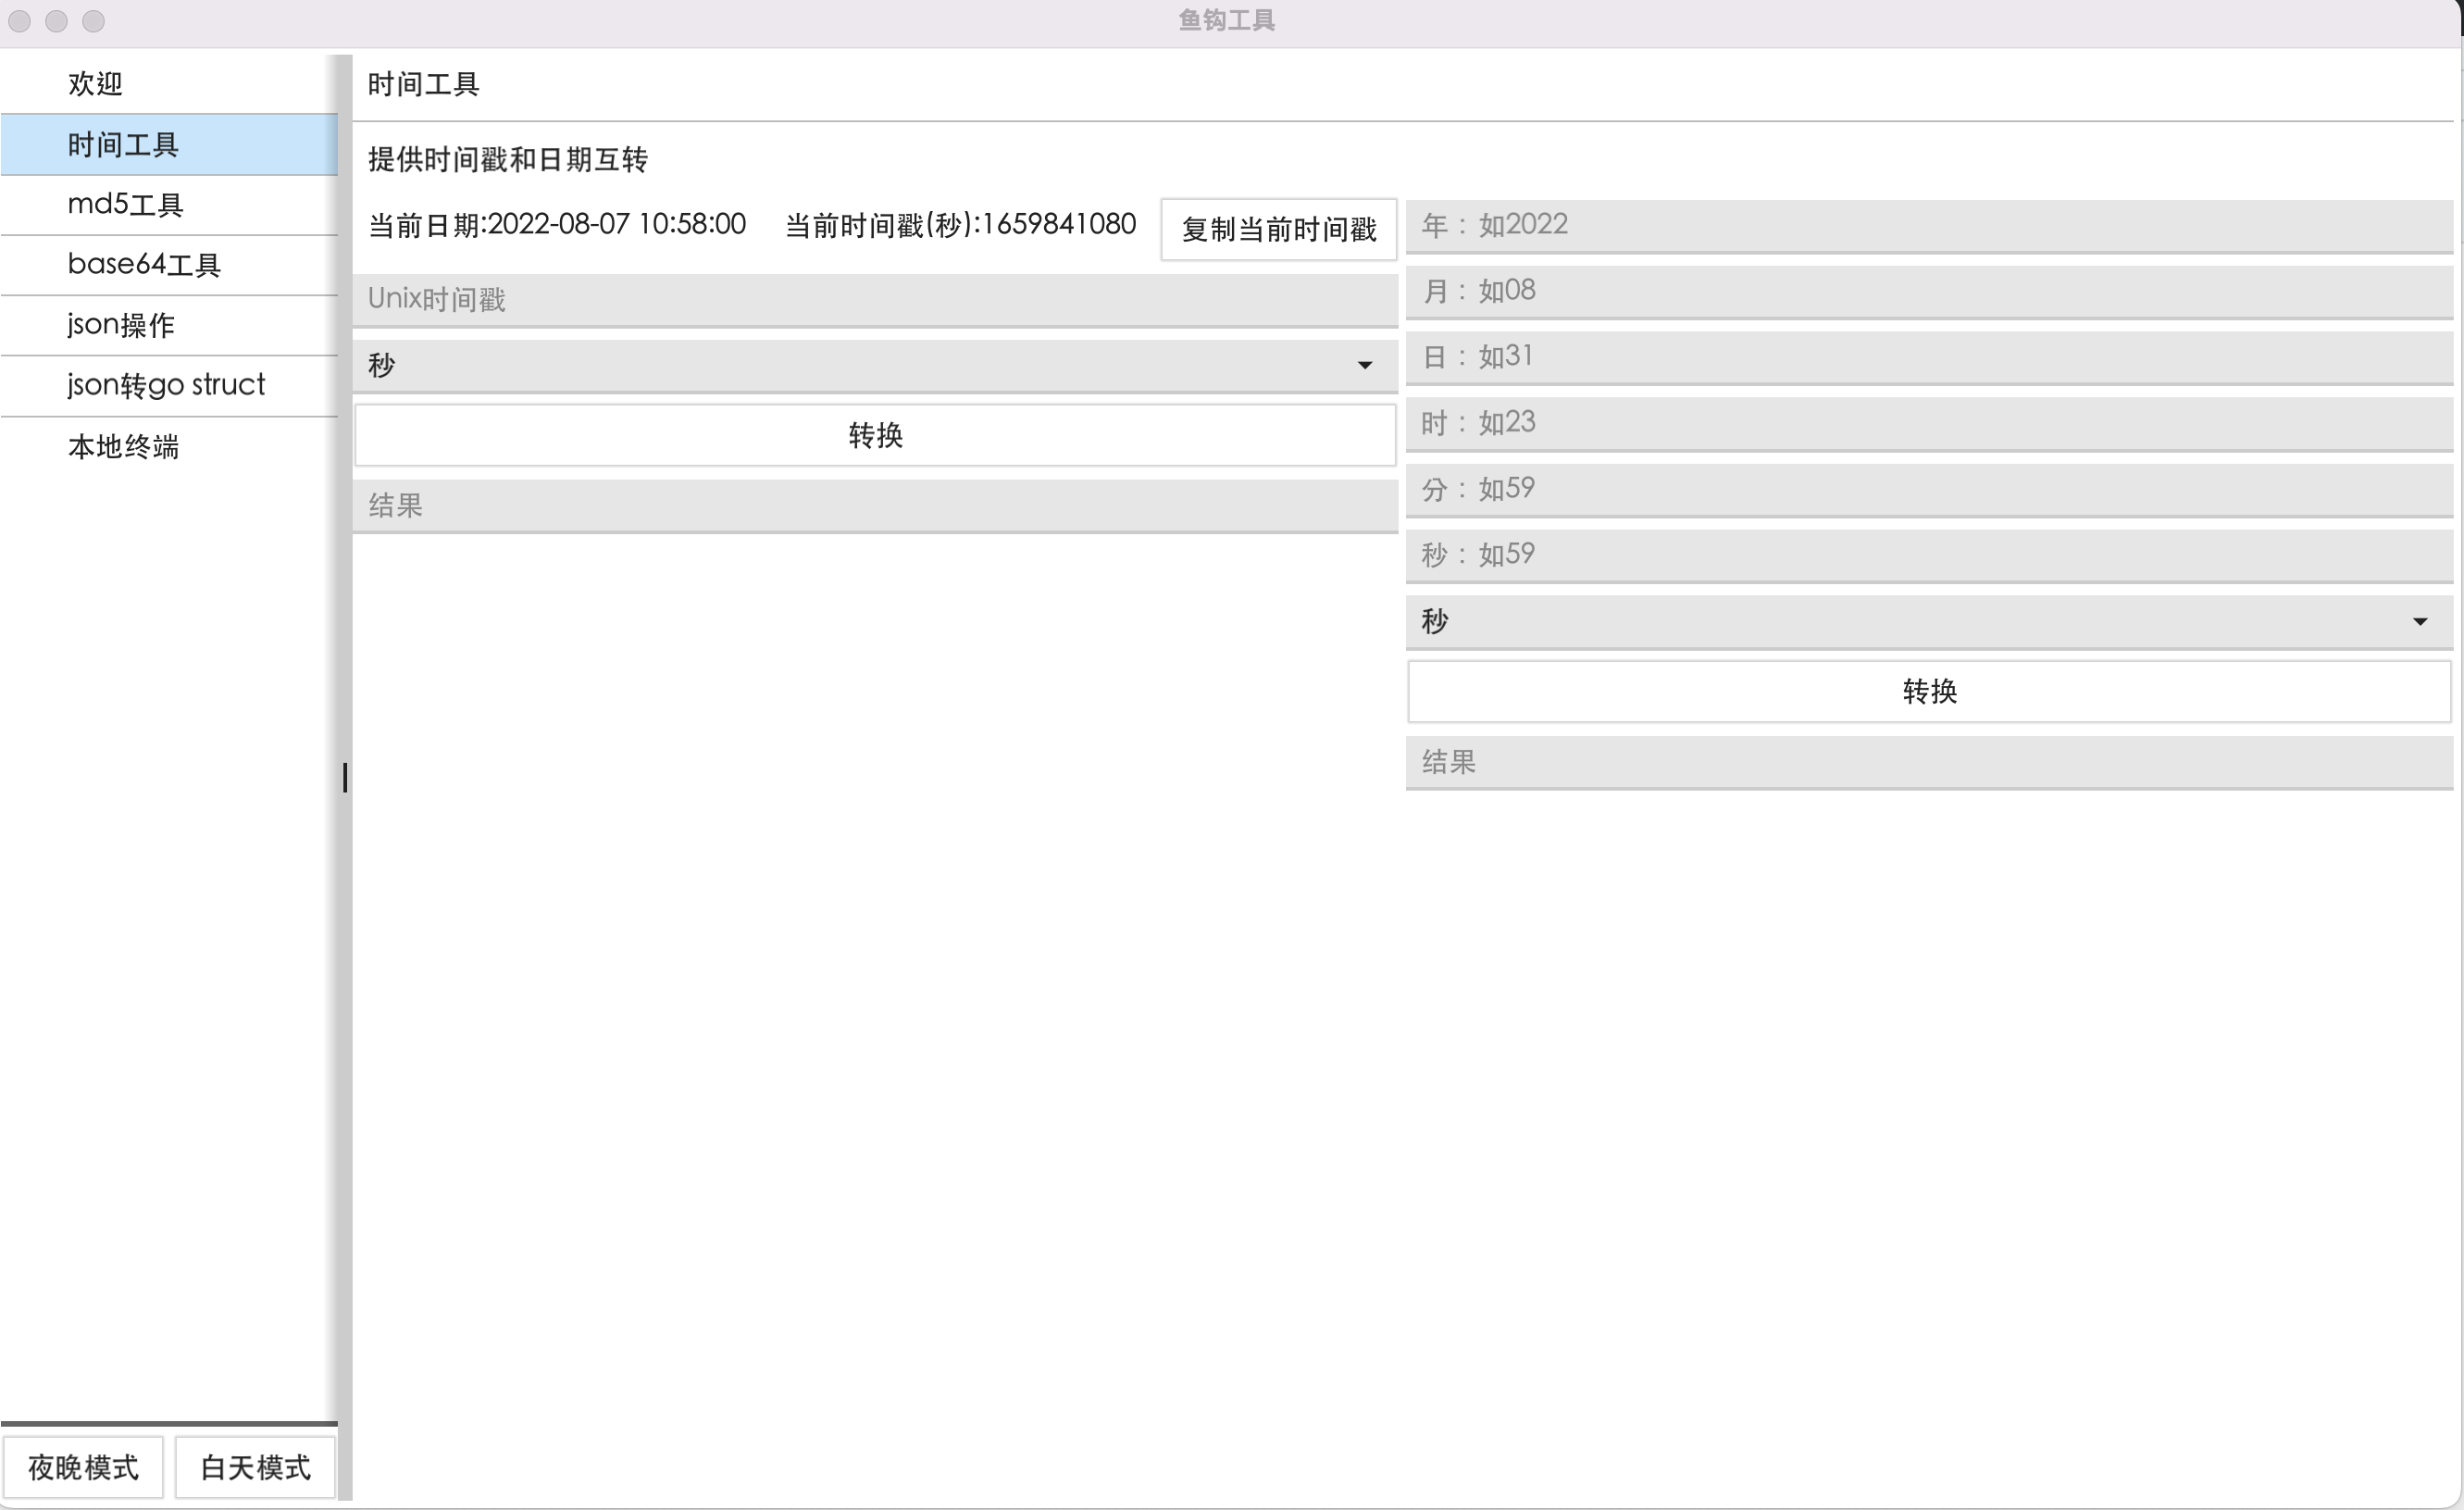 鱼钩工具
欢迎
时间工具
md5工具
base64工具
json操作
json转go struct
本地终端
夜晚模式
白天模式
时间工具
提供时间戳和日期互转
当前日期:2022-08-07 10:58:00
当前时间戳(秒):1659841080
复制当前时间戳
Unix时间戳
秒
转换
结果
年：如2022
月：如08
日：如31
时：如23
分：如59
秒：如59
秒
转换
结果